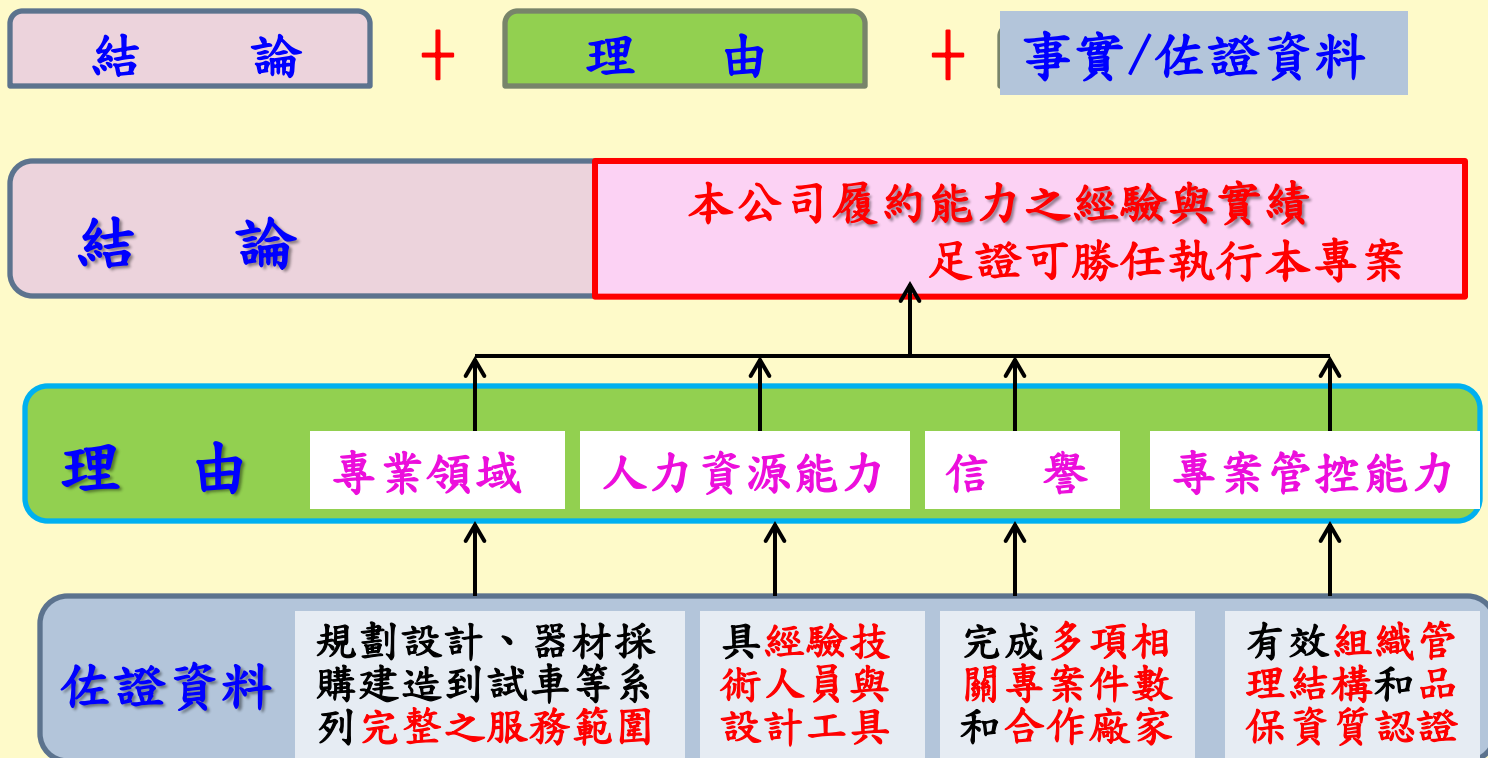 結　　論 + 理　　由 + 事實/佐證資料
結　　論
本公司履約能力之經驗與實績
足證可勝任執行本專案
理　由
專業領域
人力資源能力
信　譽
專案管控能力
佐證資料
規劃設計、器材採
購建造到試車等系
列完整之服務範圍
具經驗技
術人員與
設計工具
完成多項相
關專案件數
和合作廠家
有效組織管
理結構和品
保資質認證